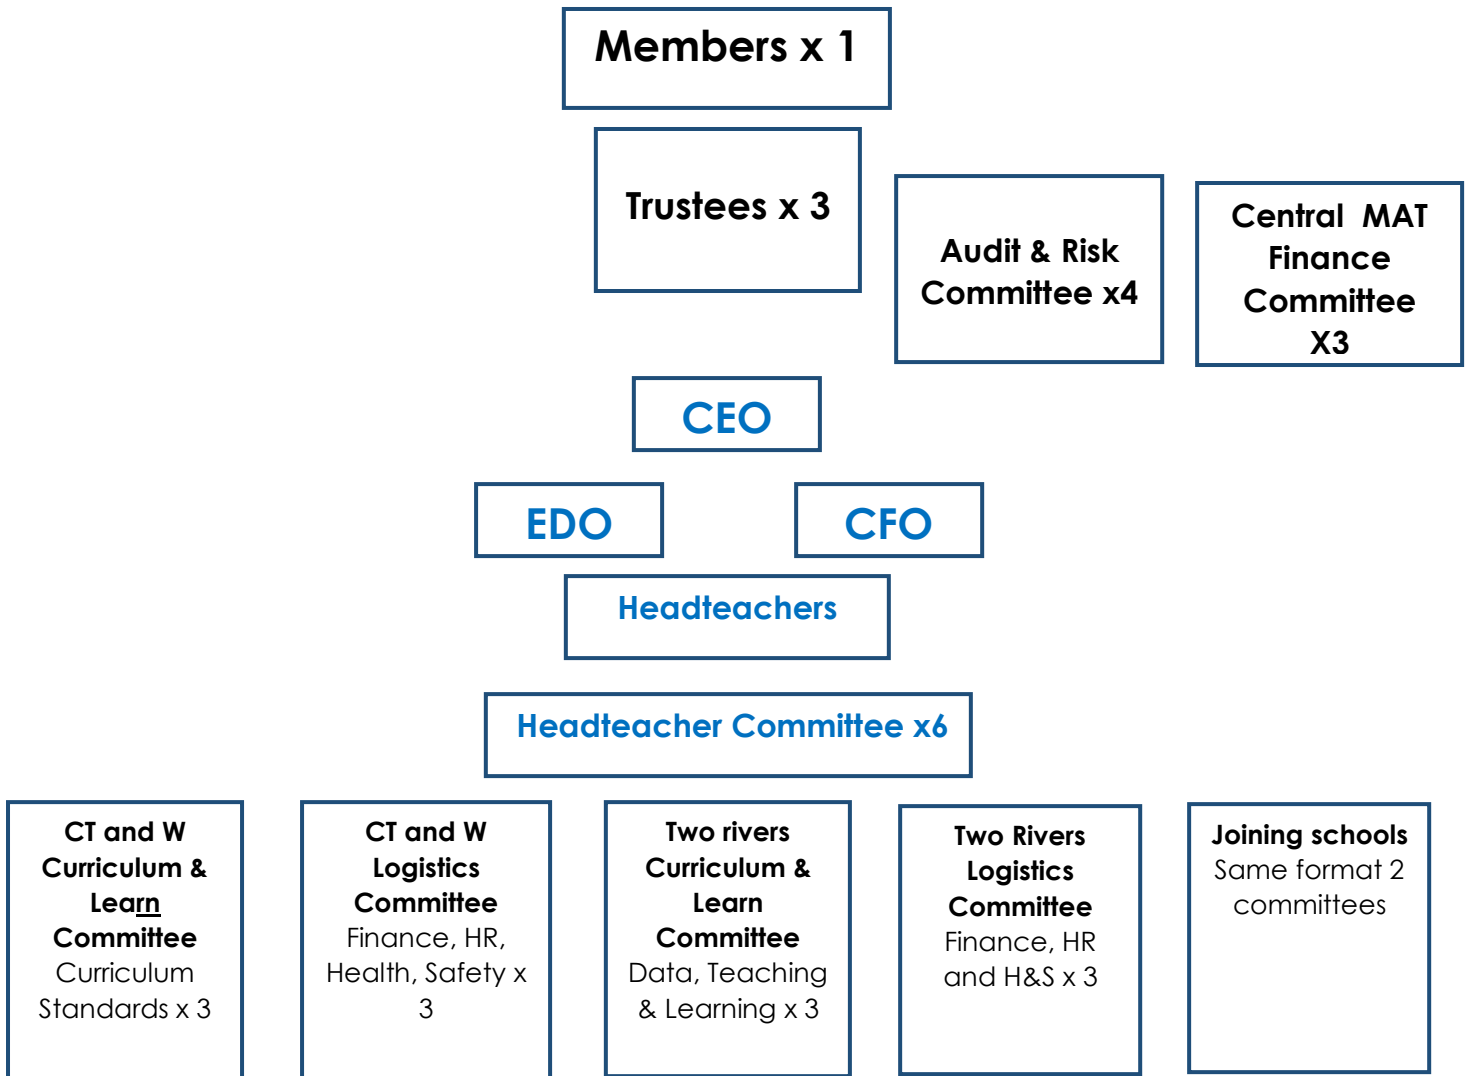 Members x 1
Trustees x 3
Audit & Risk
Committee x4
Central MAT
Finance
Committee
X3
CEO
EDO
CFO
Headteachers
Headteacher Committee x6
CT and W
Curriculum &
Learn
Committee
Curriculum
Standards x 3
CT and W
Logistics
Committee
Finance, HR,
Health, Safety x
3
Two rivers
Curriculum &
Learn
Committee
Data, Teaching
& Learning x 3
Two Rivers
Logistics
Committee
Finance, HR
and H&S x 3
Joining schools
Same format 2
committees